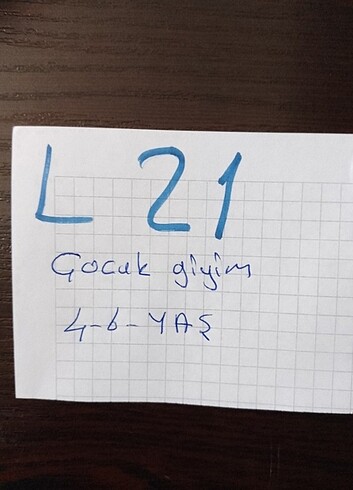 L 21
Çocuk giyim
4-6-YAŞ